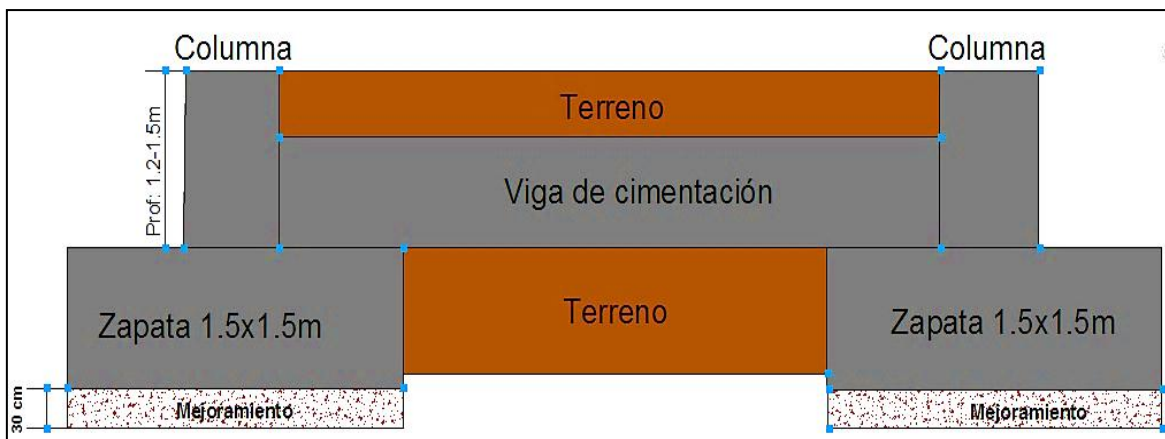 Columna
Columna
Terreno
Prof: 1.2-1.5m
Viga de cimentación
Zapata 1.5x1.5m
Terreno
Zapata 1.5x1.5m
30 cm
Mejoramiento
Mejoramiento